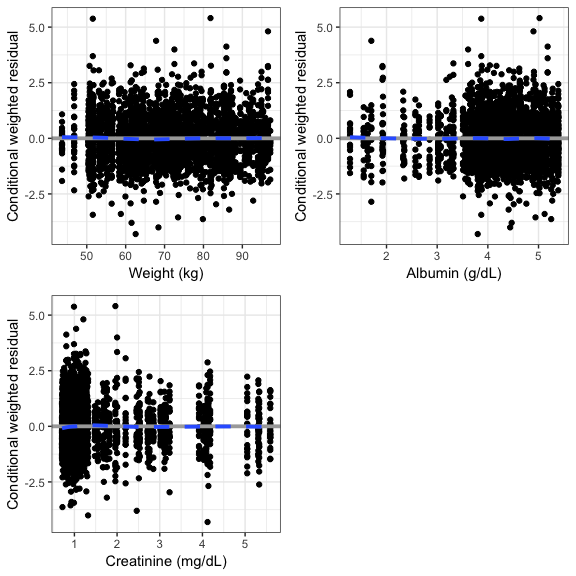 Conditional weighted residual
5.0
2.5
0.0
-2.5
50 60 70 80 90
Weight (kg)
Conditional weighted residual
5.0
2.5
0.0
-2.5
2 3 4 5
Albumin (g/dL)
Conditional weighted residual
5.0
2.5
0.0
-2.5
1 2 3 4 5
Creatinine (mg/dL)